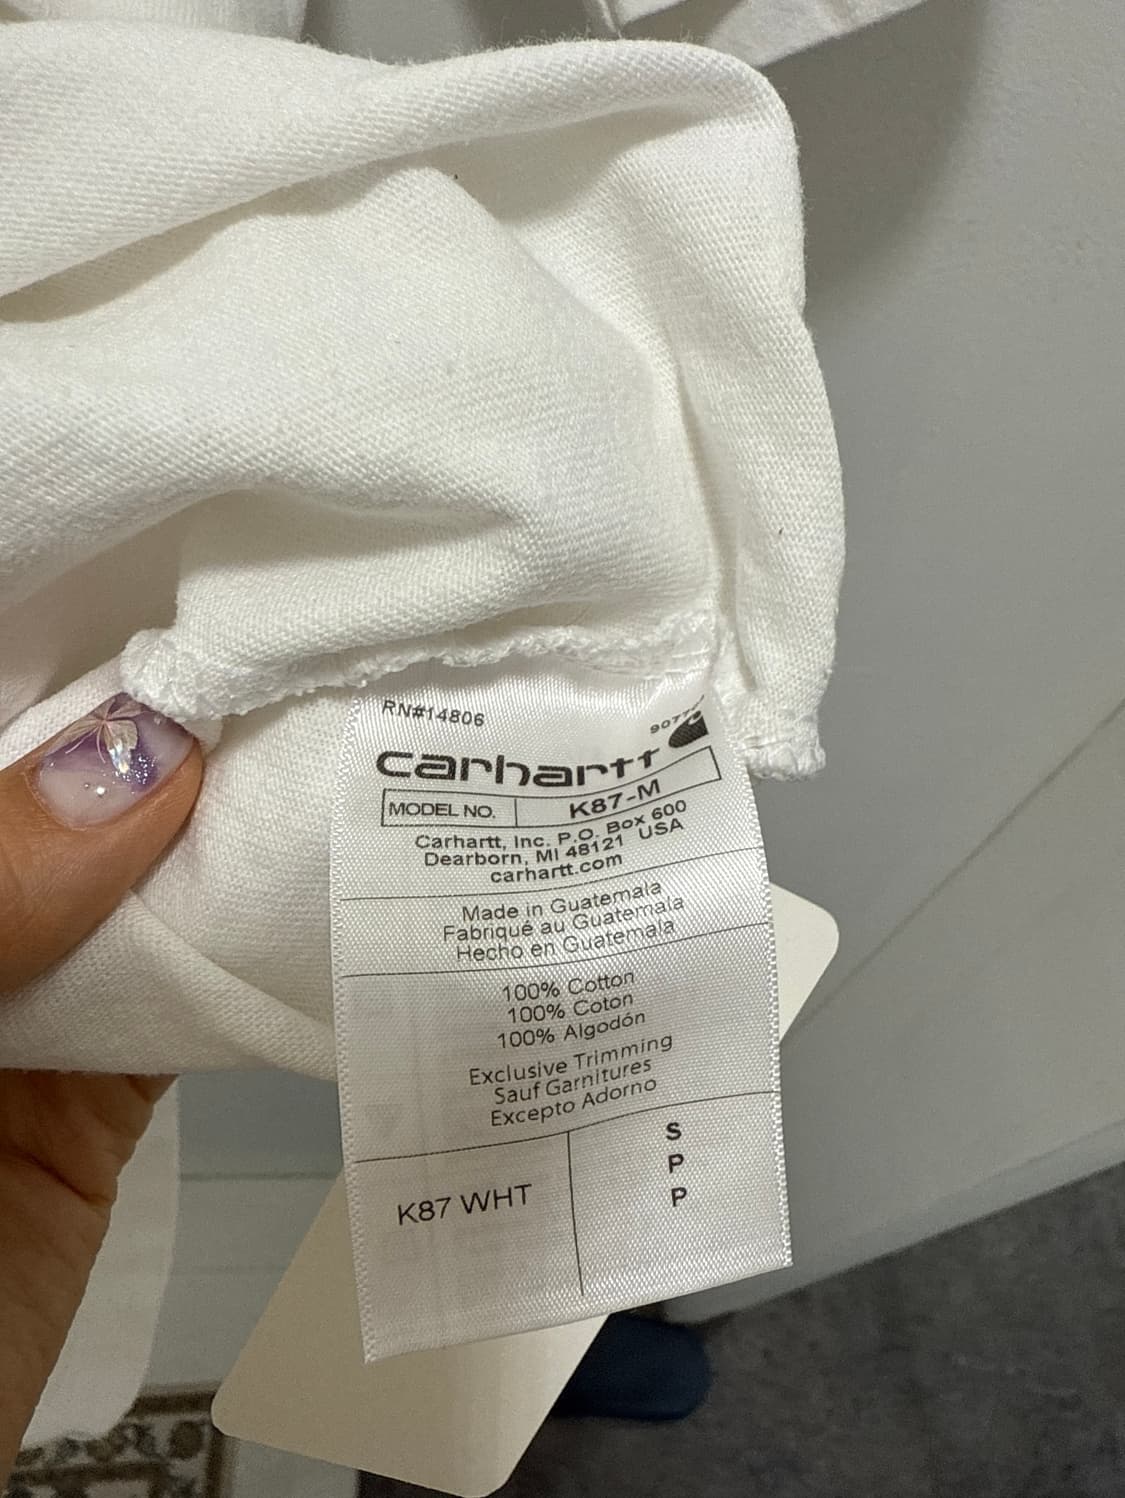 RN#14806
carhartt
MODEL NO. K87-M
Carhartt, Inc. P.O. Box 600
Dearborn, MI 48121 USA
carhartt.com
Made in Guatemala
Fabriqué au Guatemala
Hecho en Guatemala
100% Cotton
100% Coton
100% Algodón
Exclusive Trimming
Sauf Garnitures
Excepto Adorno
S
P
K87 WHT
P